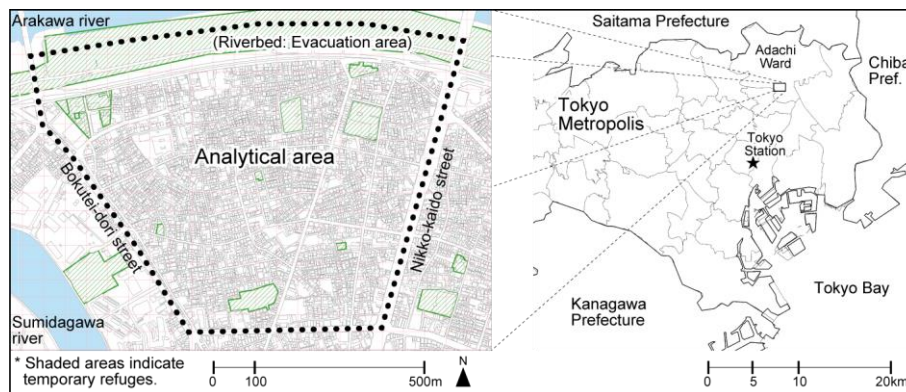 Arakawa river
(Riverbed: Evacuation area)
Analytical area
Bokutei-dori street
Nikko-kaido street
Sumidagawa
river
* Shaded areas indicate
temporary refuges.
0 100 500m
N
Saitama Prefecture
Adachi
Ward
Chiba
Pref.
Tokyo
Metropolis
Tokyo
Station
Kanagawa
Prefecture
Tokyo Bay
0 5 10 20km